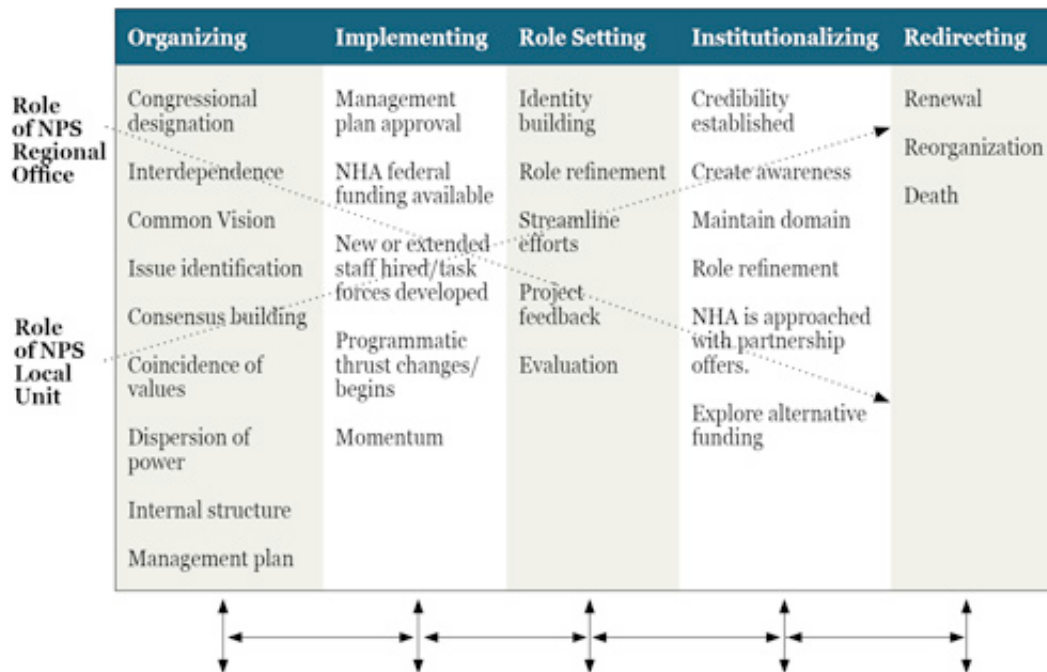 Organizing
Implementing
Role Setting
Institutionalizing
Redirecting
Role
of NPS
Regional
Office
Role
of NPS
Local
Unit
Congressional
designation
Interdependence
Common Vision
Issue identification
Consensus building
Coincidence of
values
Dispersion of
power
Internal structure
Management plan
Management
plan approval
NHA federal
funding available
New or extended
staff hired/task
forces developed
Programmatic
thrust changes/
begins
Momentum
Identity
building
Role refinement
Streamline
efforts
Project
feedback
Evaluation
Credibility
established
Create awareness
Maintain domain
Role refinement
NHA is approached
with partnership
offers.
Explore alternative
funding
Renewal
Reorganization
Death